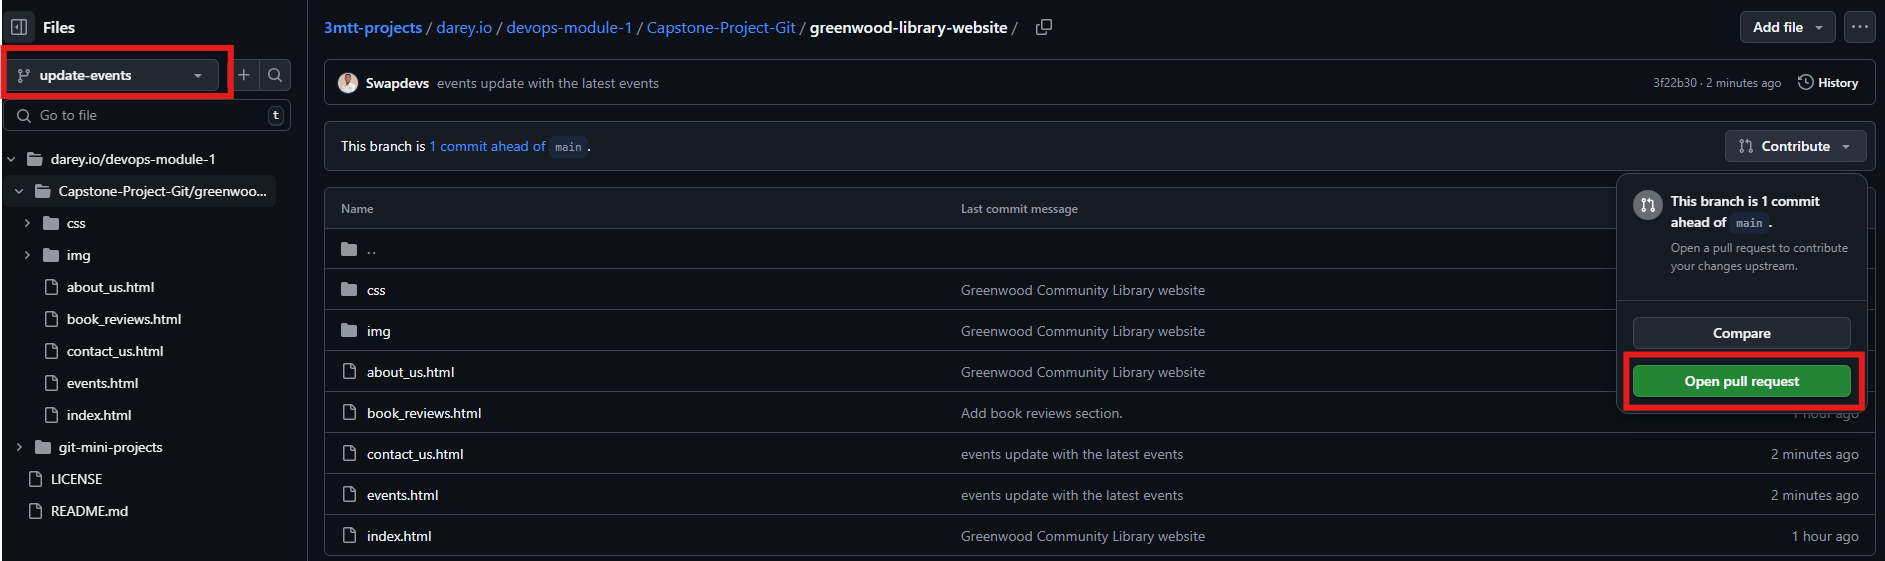 Files
update-events
Go to file
t
darey.io/devops-module-1
Capstone-Project-Git/greenwoo...
css
img
about_us.html
book_reviews.html
contact_us.html
events.html
index.html
git-mini-projects
LICENSE
README.md
3mtt-projects / darey.io / devops-module-1 / Capstone-Project-Git / greenwood-library-website /
Add file
Swapdevs events update with the latest events
3f22b30 · 2 minutes ago
History
This branch is 1 commit ahead of main .
Contribute
This branch is 1 commit
ahead of main .
Open a pull request to contribute
your changes upstream.
Compare
Open pull request
Name Last commit message
..
css Greenwood Community Library website
img Greenwood Community Library website
about_us.html Greenwood Community Library website
book_reviews.html Add book reviews section. 1 hour ago
contact_us.html events update with the latest events 2 minutes ago
events.html events update with the latest events 2 minutes ago
index.html Greenwood Community Library website 1 hour ago